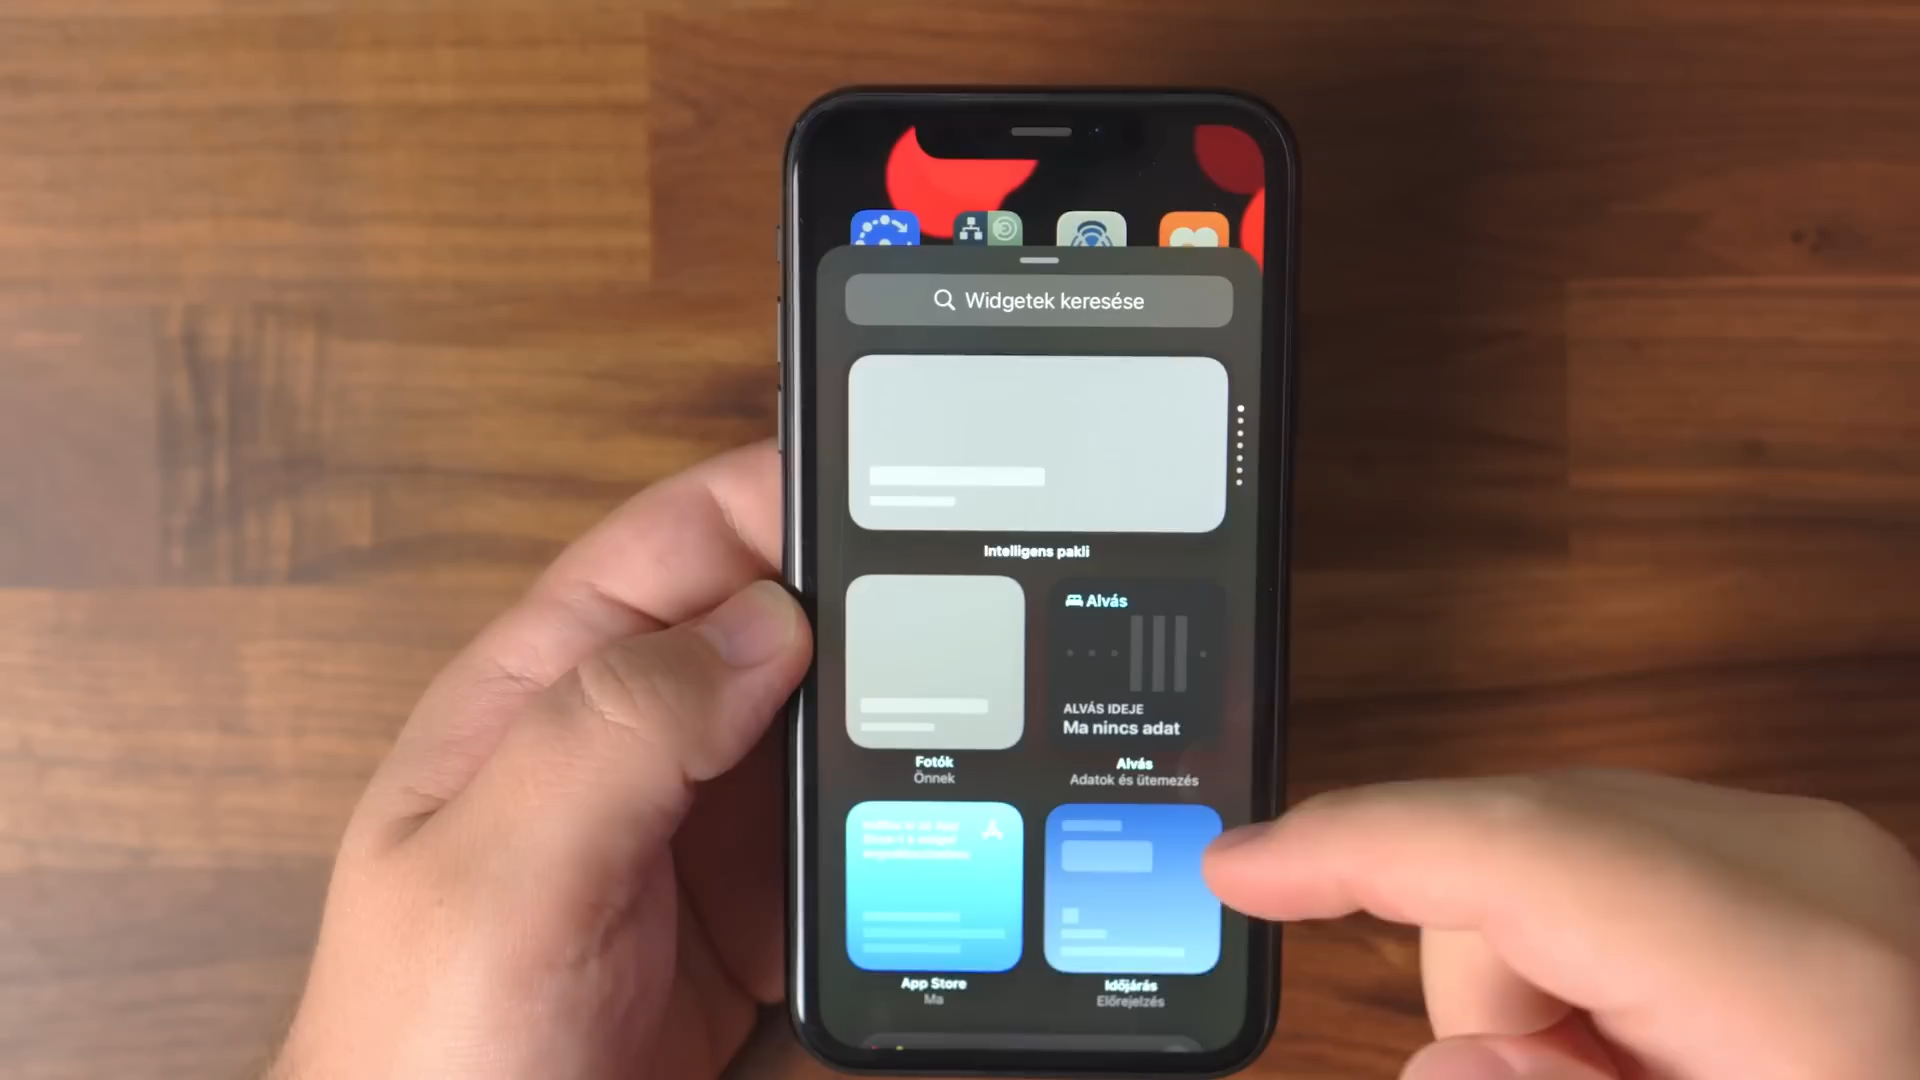 Widgetek keresése
Intelligens pakli
Alvás
ALVÁS IDEJE
Ma nincs adat
Fotók
Önnek
Alvás
Adatok és ütemezés
App Store
Ma
Időjárás
Előrejelzés